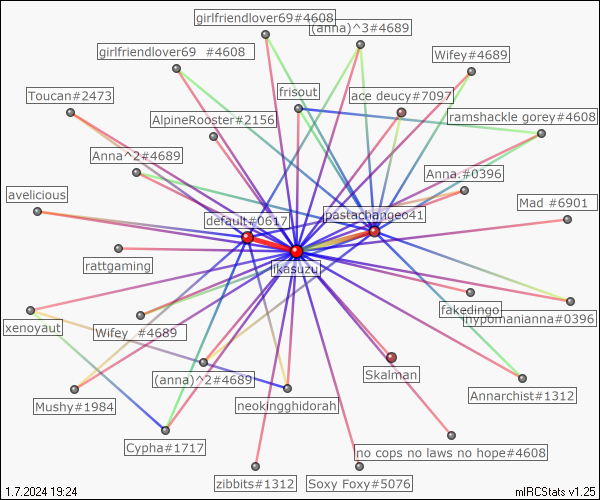 girlfriendlover69#4608
(anna)^3#4689
girlfriendlover69 #4608
Wifey#4689
frisout
Toucan#2473
ace deucy#7097
AlpineRooster#2156
ramshackle gorey#4608
Anna^2#4689
Anna.#0396
avelicious
Mad #6901
default#0617
pastachangeo41
rattgaming
ikasuzu
fakedingo
hypomanianna#0396
xenoyaut
Wifey #4689
Skalman
(anna)^2#4689
Annarchist#1312
Mushy#1984
neokingghidorah
Cypha#1717
no cops no laws no hope#4608
zibbits#1312
Soxy Foxy#5076
1.7.2024 19:24
mIRCStats v1.25